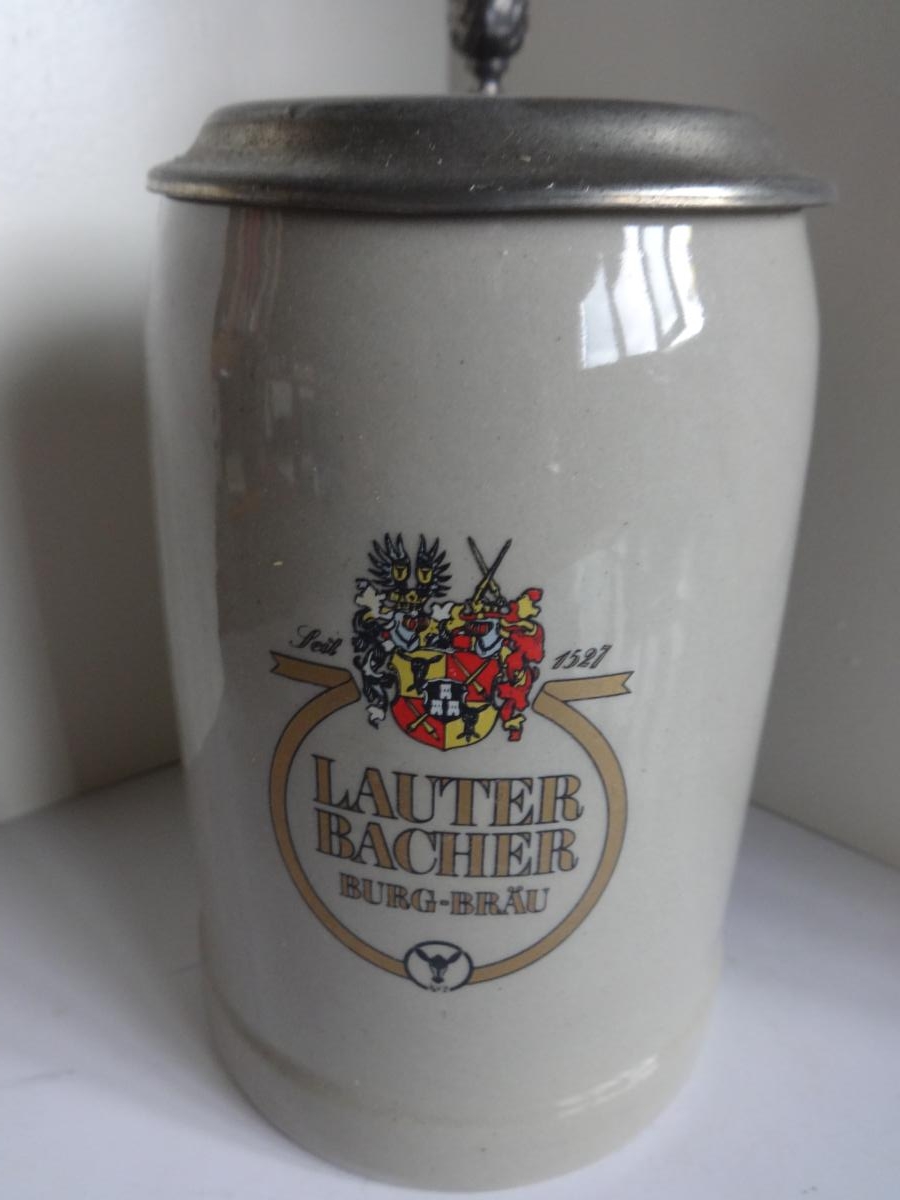 Seit 1527
LAUTER
BACHER
BURG-BRÄU